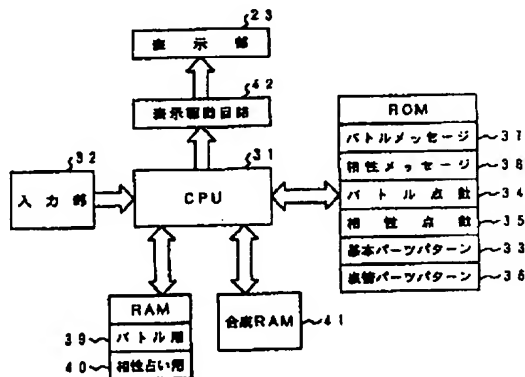 23
表示部
42
表示駆動回路
32
入力部
31
CPU
ROM
バトルメッセージ
37
相性メッセージ
38
バトル点数
34
相性点数
35
基本パーツパターン
33
表情パーツパターン
36
RAM
39
バトル用
40
相性占い用
合成RAM
41